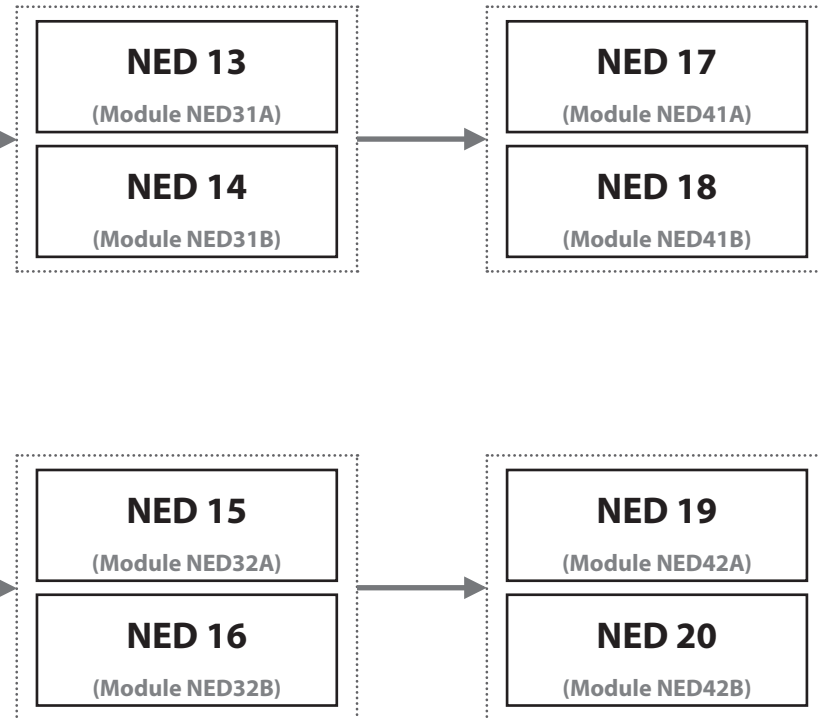 NED 13
(Module NED31A)
NED 14
(Module NED31B)
NED 17
(Module NED41A)
NED 18
(Module NED41B)
NED 15
(Module NED32A)
NED 16
(Module NED32B)
NED 19
(Module NED42A)
NED 20
(Module NED42B)